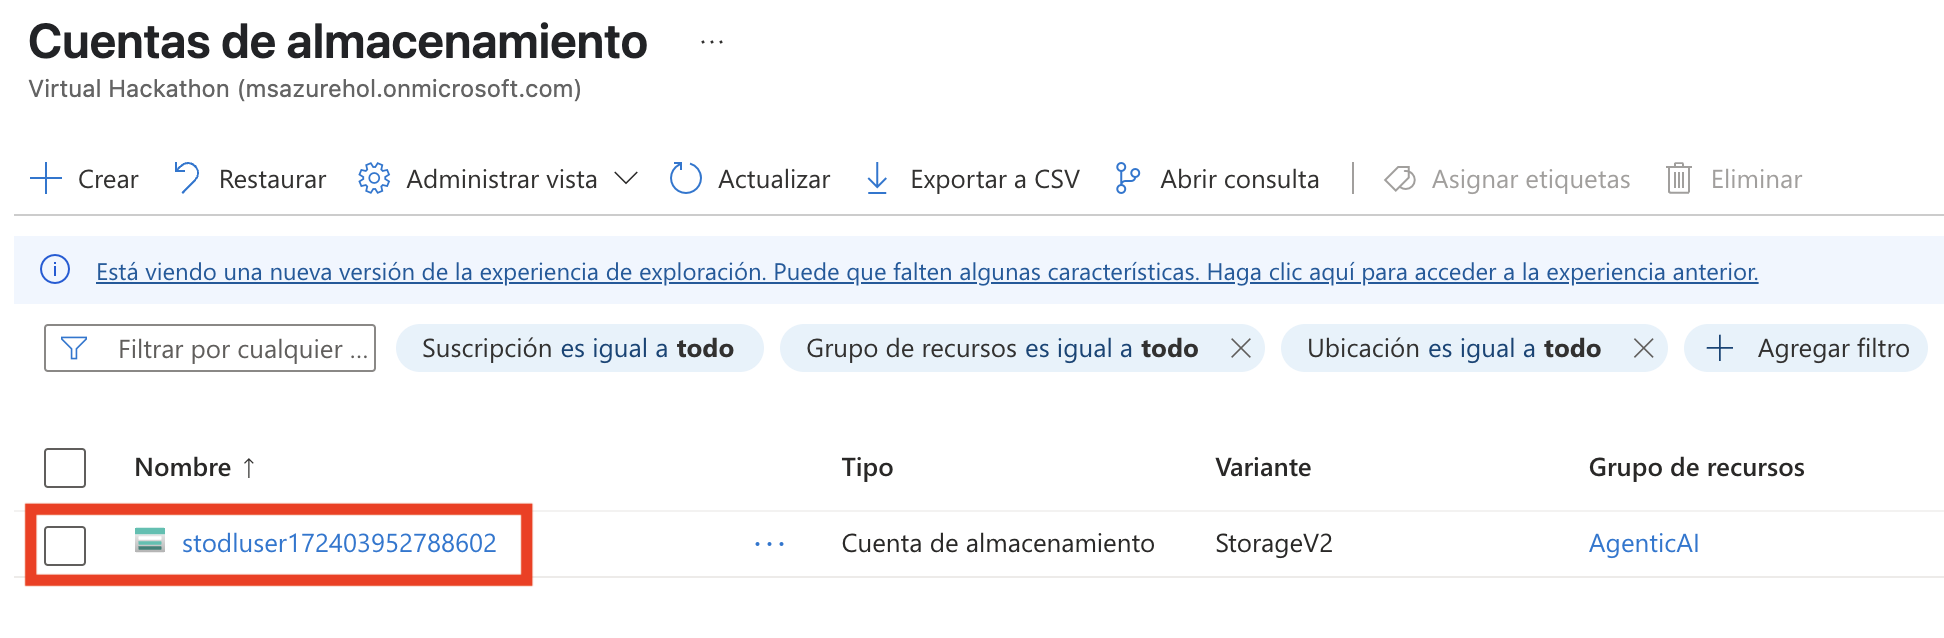 Cuentas de almacenamiento ...
Virtual Hackathon (msazurehol.onmicrosoft.com)
Crear Restaurar Administrar vista Actualizar Exportar a CSV Abrir consulta Asignar etiquetas Eliminar
Está viendo una nueva versión de la experiencia de exploración. Puede que falten algunas características. Haga clic aquí para acceder a la experiencia anterior.
Filtrar por cualquier ... Suscripción es igual a todo Grupo de recursos es igual a todo Ubicación es igual a todo Agregar filtro
Nombre ↑ Tipo Variante Grupo de recursos
stodluser172403952788602 ... Cuenta de almacenamiento StorageV2 AgenticAI